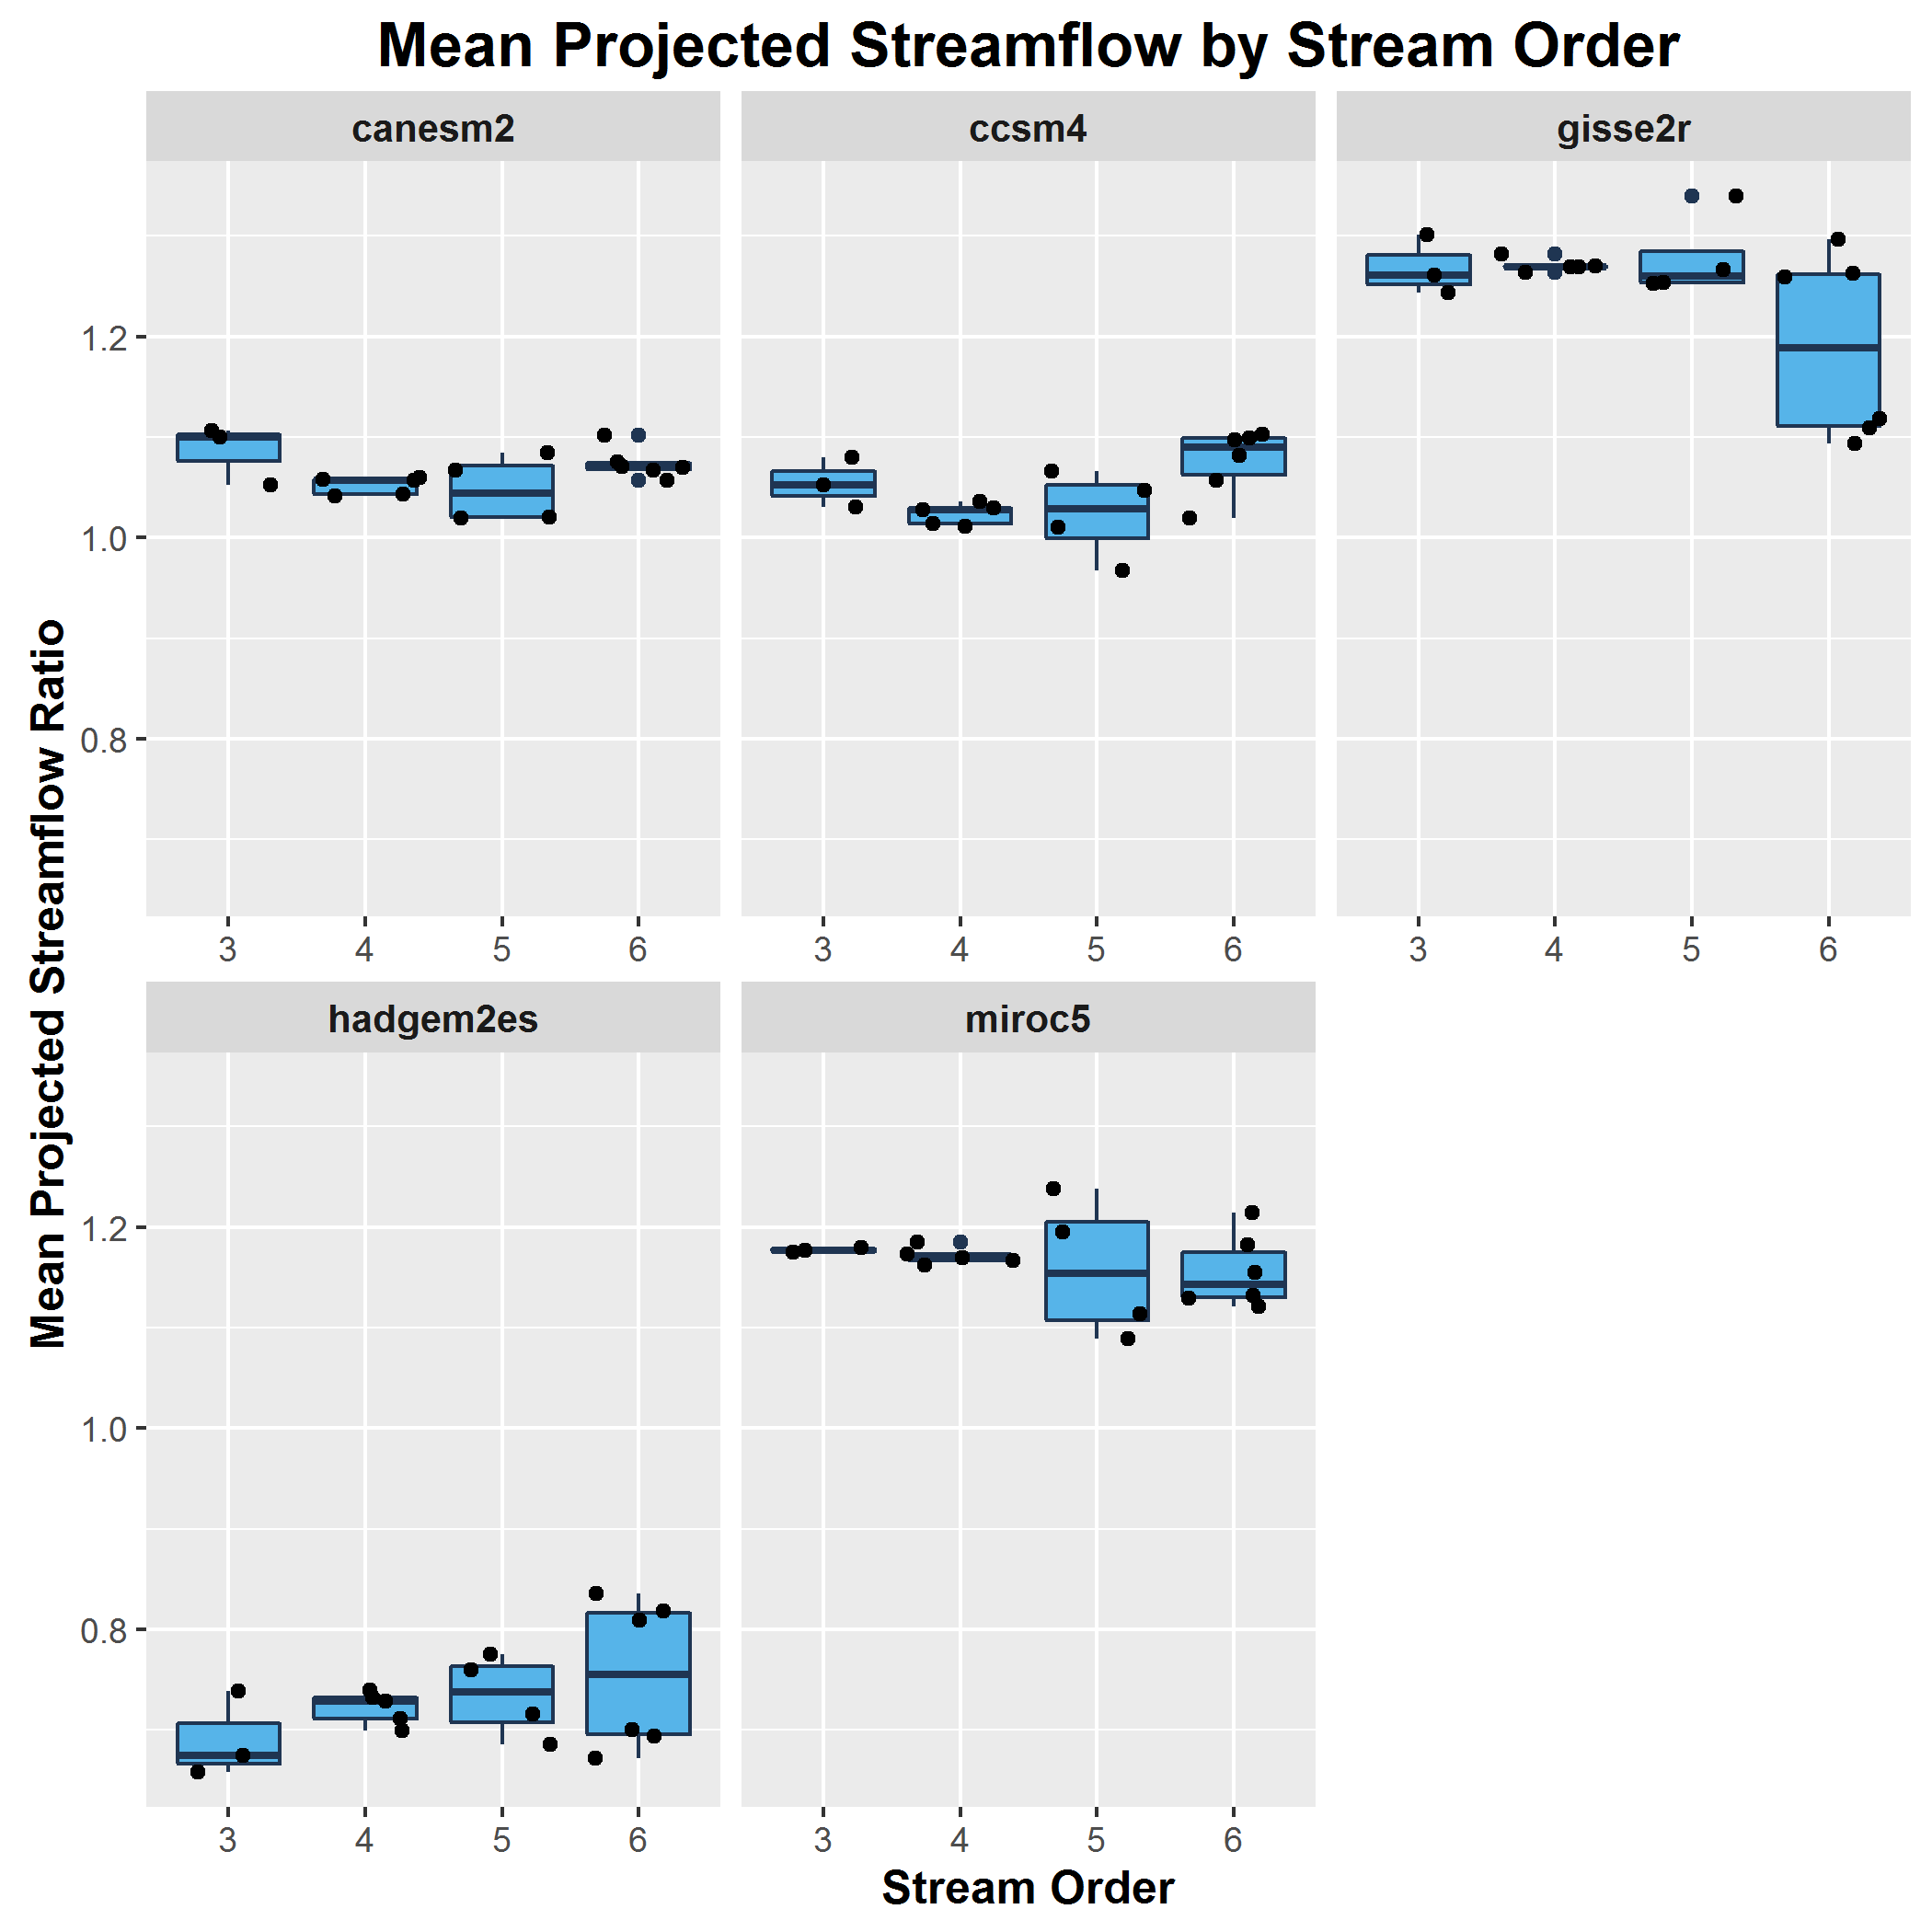 Mean Projected Streamflow by Stream Order
canesm2
ccsm4
gisse2r
1.2
1.0
0.8
3 4 5 6
3 4 5 6
3 4 5 6
Mean Projected Streamflow Ratio
hadgem2es
miroc5
1.2
1.0
0.8
3 4 5 6
3 4 5 6
Stream Order